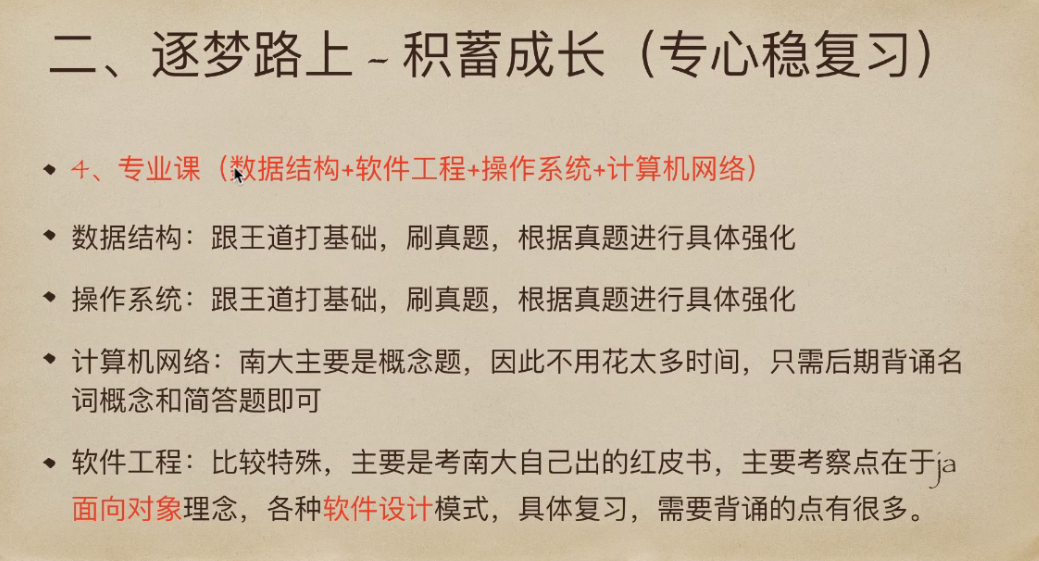 二、逐梦路上 - 积蓄成长（专心稳复习）
4、专业课（数据结构+软件工程+操作系统+计算机网络）
数据结构：跟王道打基础，刷真题，根据真题进行具体强化
操作系统：跟王道打基础，刷真题，根据真题进行具体强化
计算机网络：南大主要是概念题，因此不用花太多时间，只需后期背诵名
词概念和简答题即可
软件工程：比较特殊，主要是考南大自己出的红皮书，主要考察点在于ja
面向对象理念，各种软件设计模式，具体复习，需要背诵的点有很多。